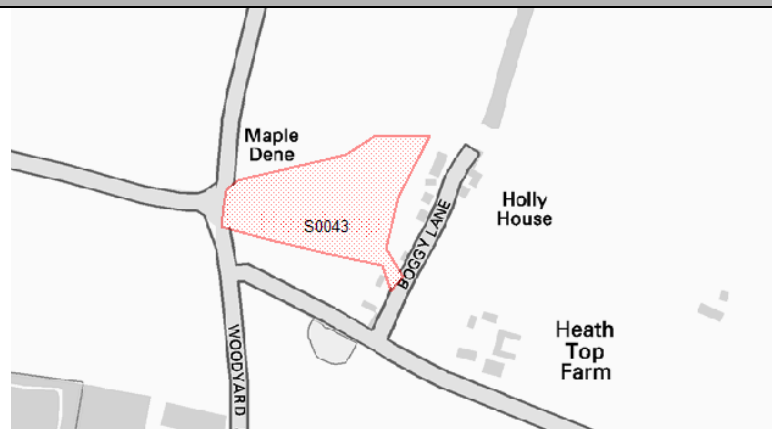 Maple
Dene
Holly
House
S0043
BOGGY LANE
WOODYARD
Heath
Top
Farm